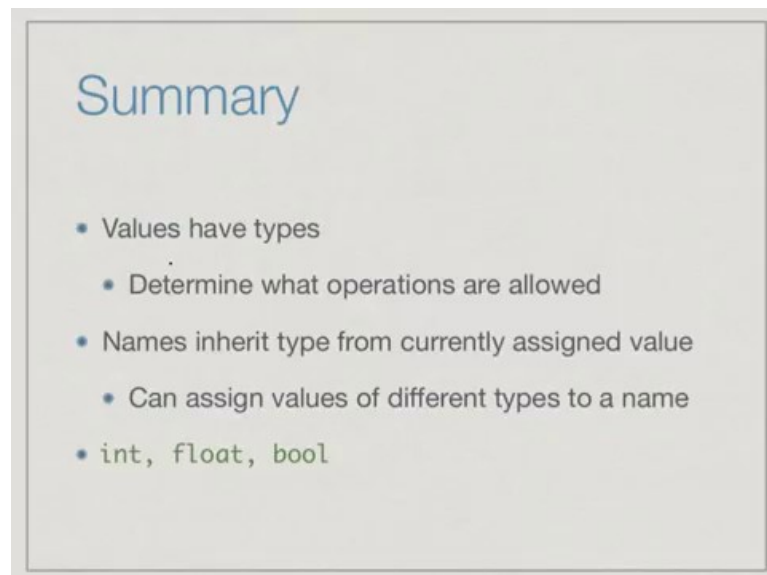 Summary
• Values have types
• Determine what operations are allowed
• Names inherit type from currently assigned value
• Can assign values of different types to a name
• int, float, bool